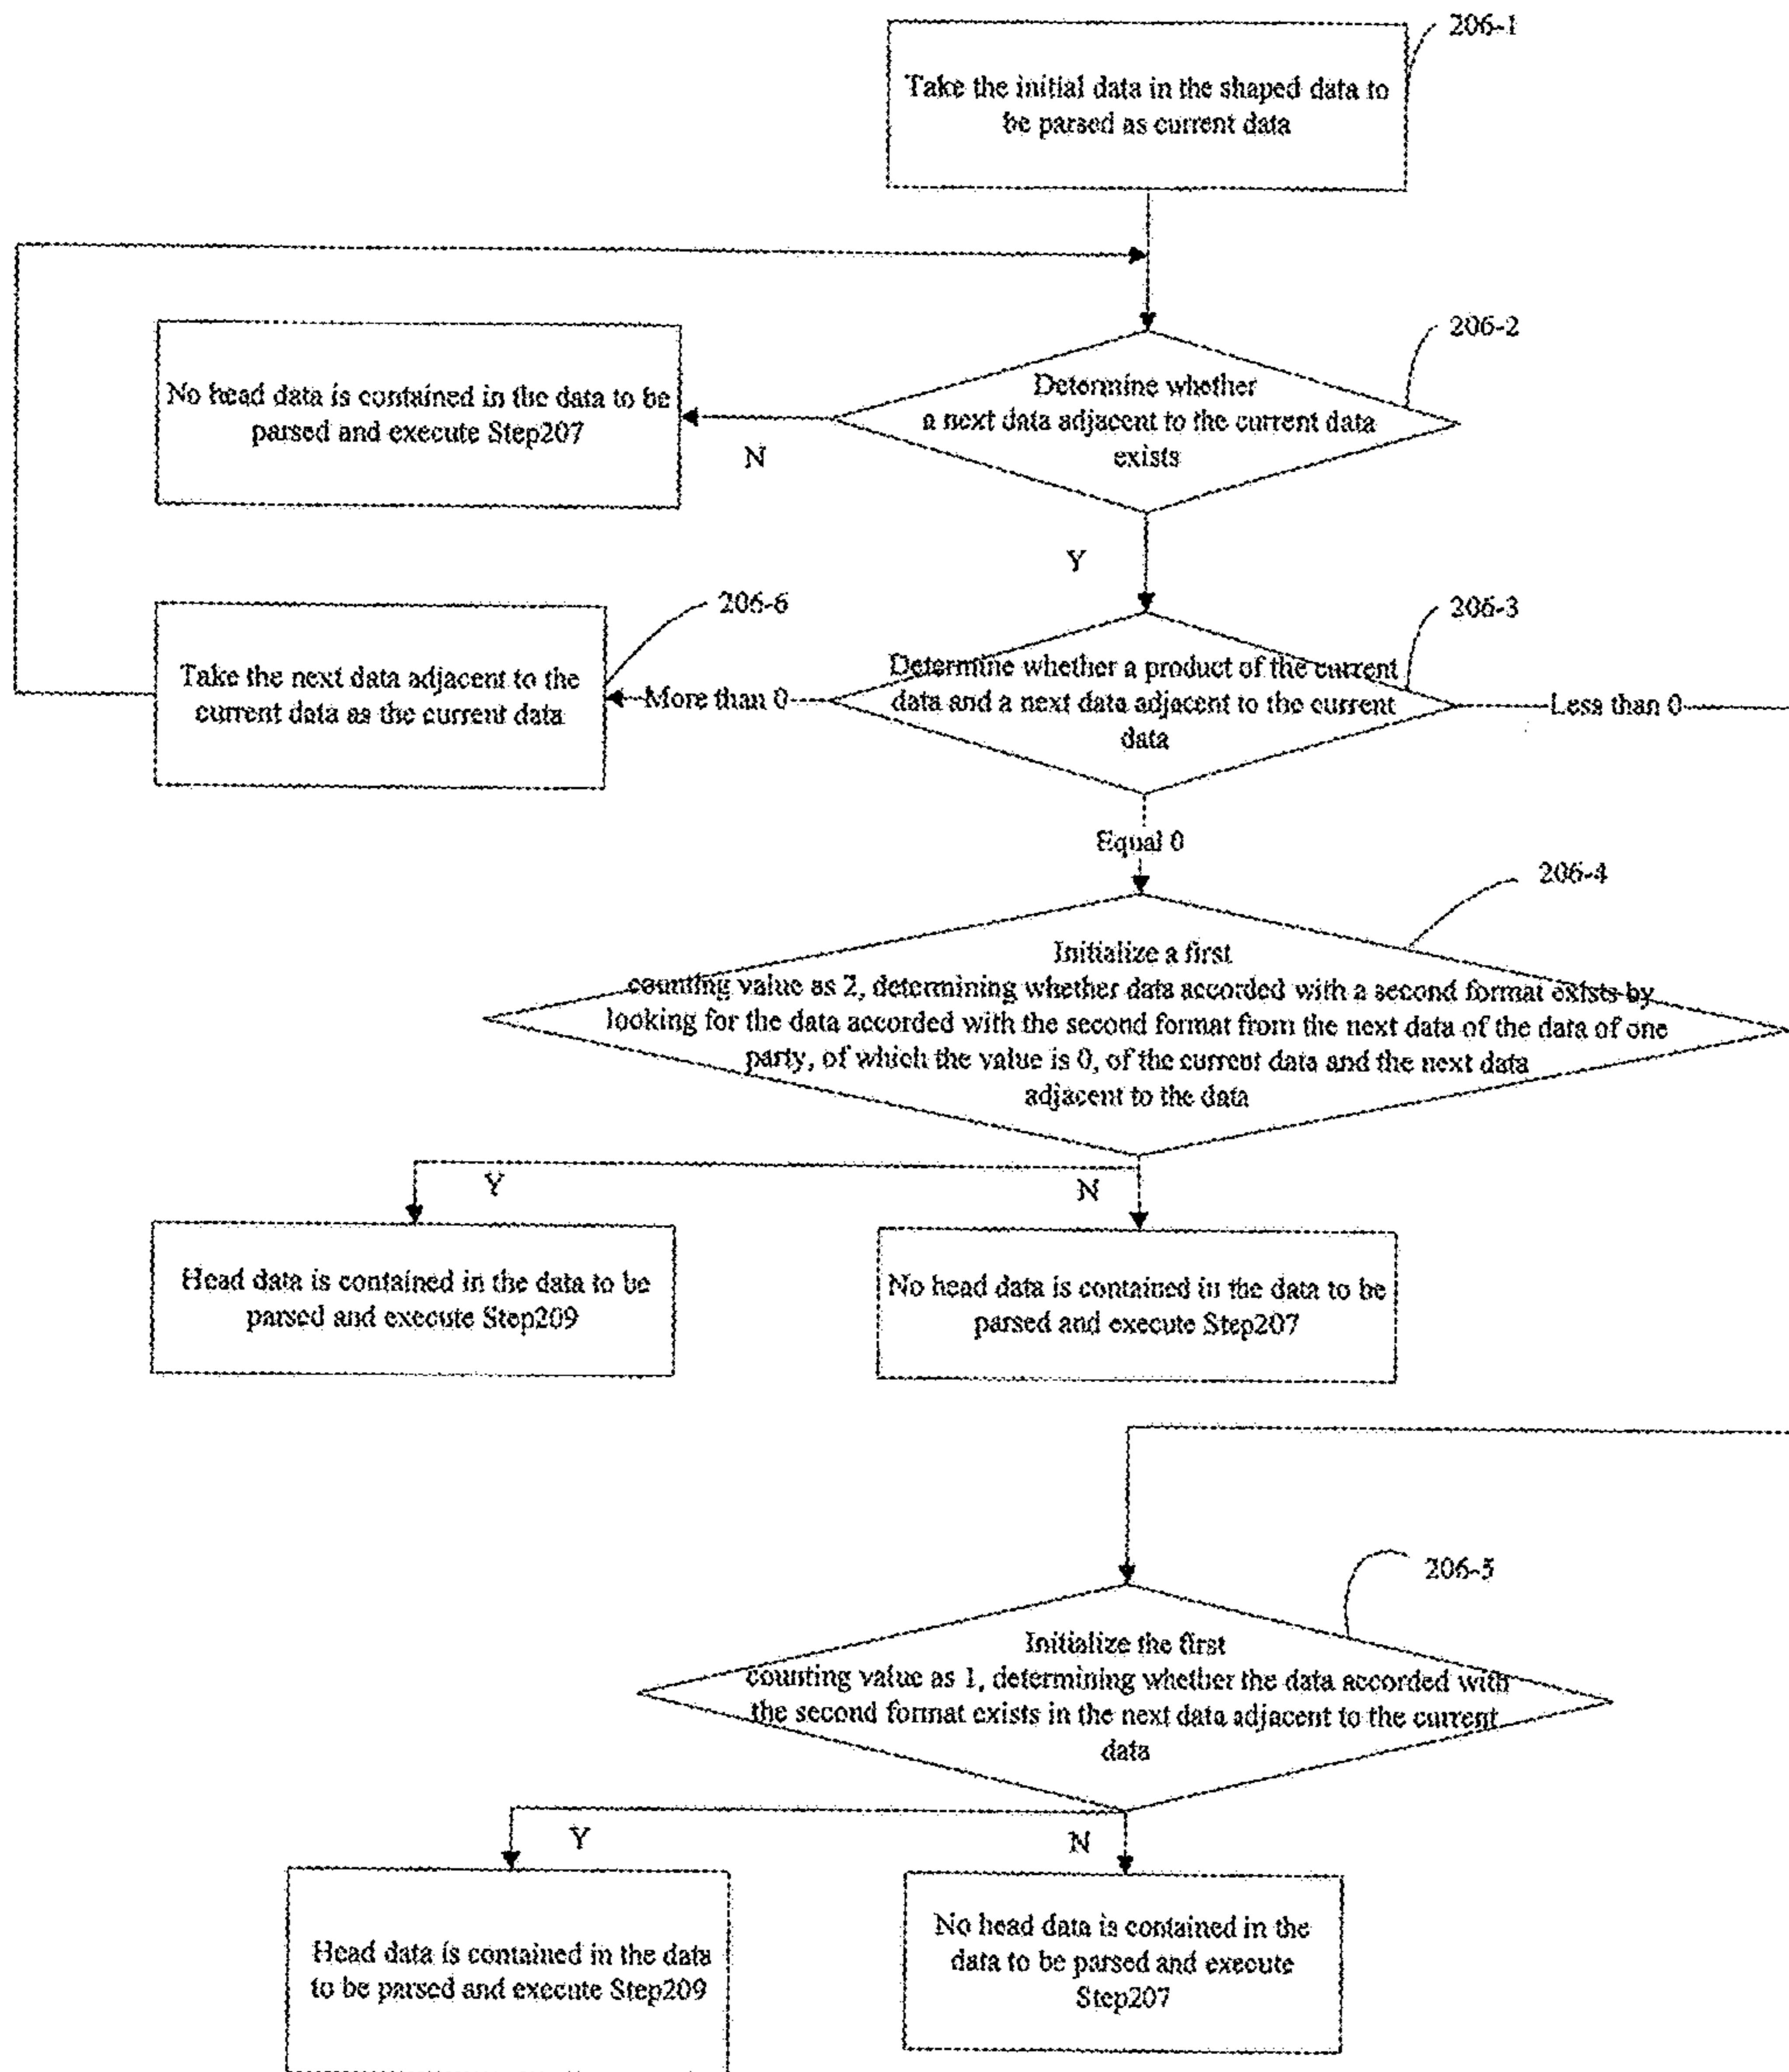 206-1
Take the initial data in the shaped data to
be parsed as current data
206-2
Determine whether
a next data adjacent to the current data
exists
No head data is contained in the data to be
parsed and execute Step207
N
Y
206-6
206-3
Take the next data adjacent to the
current data as the current data
More than 0
Determine whether a product of the current
data and a next data adjacent to the current
data
Less than 0
Equal 0
206-4
Initialize a first
counting value as 2, determining whether data accorded with a second format exists by
looking for the data accorded with the second format from the next data of the data of one
party, of which the value is 0, of the current data and the next data
adjacent to the data
Y
N
Head data is contained in the data to be
parsed and execute Step209
No head data is contained in the data to be
parsed and execute Step207
206-5
Initialize the first
counting value as 1, determining whether the data accorded with
the second format exists in the next data adjacent to the current
data
Y
N
Head data is contained in the data
to be parsed and execute Step209
No head data is contained in the
data to be parsed and execute
Step207